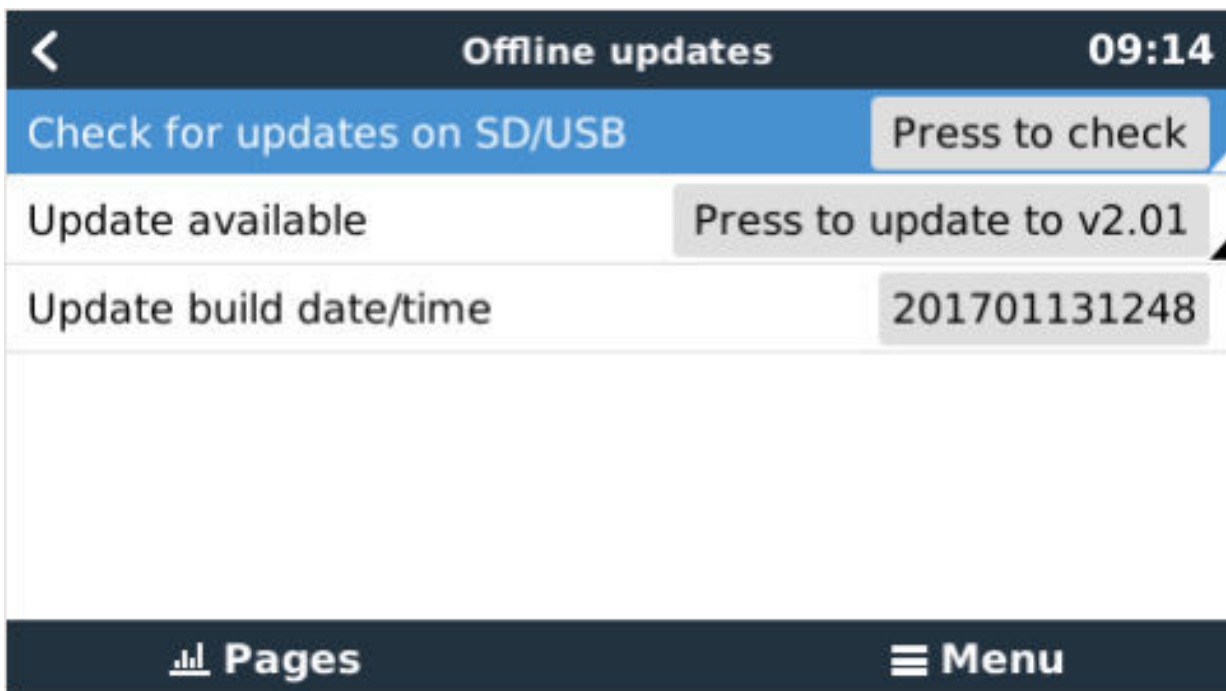 Offline updates 09:14
Check for updates on SD/USB Press to check
Update available Press to update to v2.01
Update build date/time 201701131248
Pages Menu